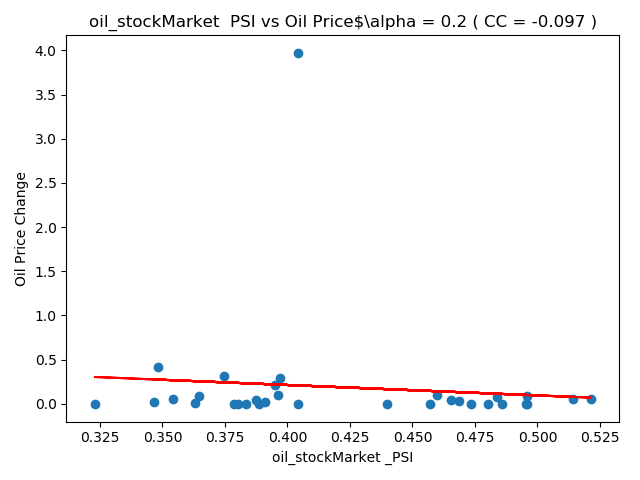 oil_stockMarket  PSI vs Oil Price$\alpha = 0.2 ( CC = -0.097 )
4.0
3.5
3.0
2.5
2.0
1.5
1.0
0.5
0.0
Oil Price Change
0.325 0.350 0.375 0.400 0.425 0.450 0.475 0.500 0.525
oil_stockMarket _PSI